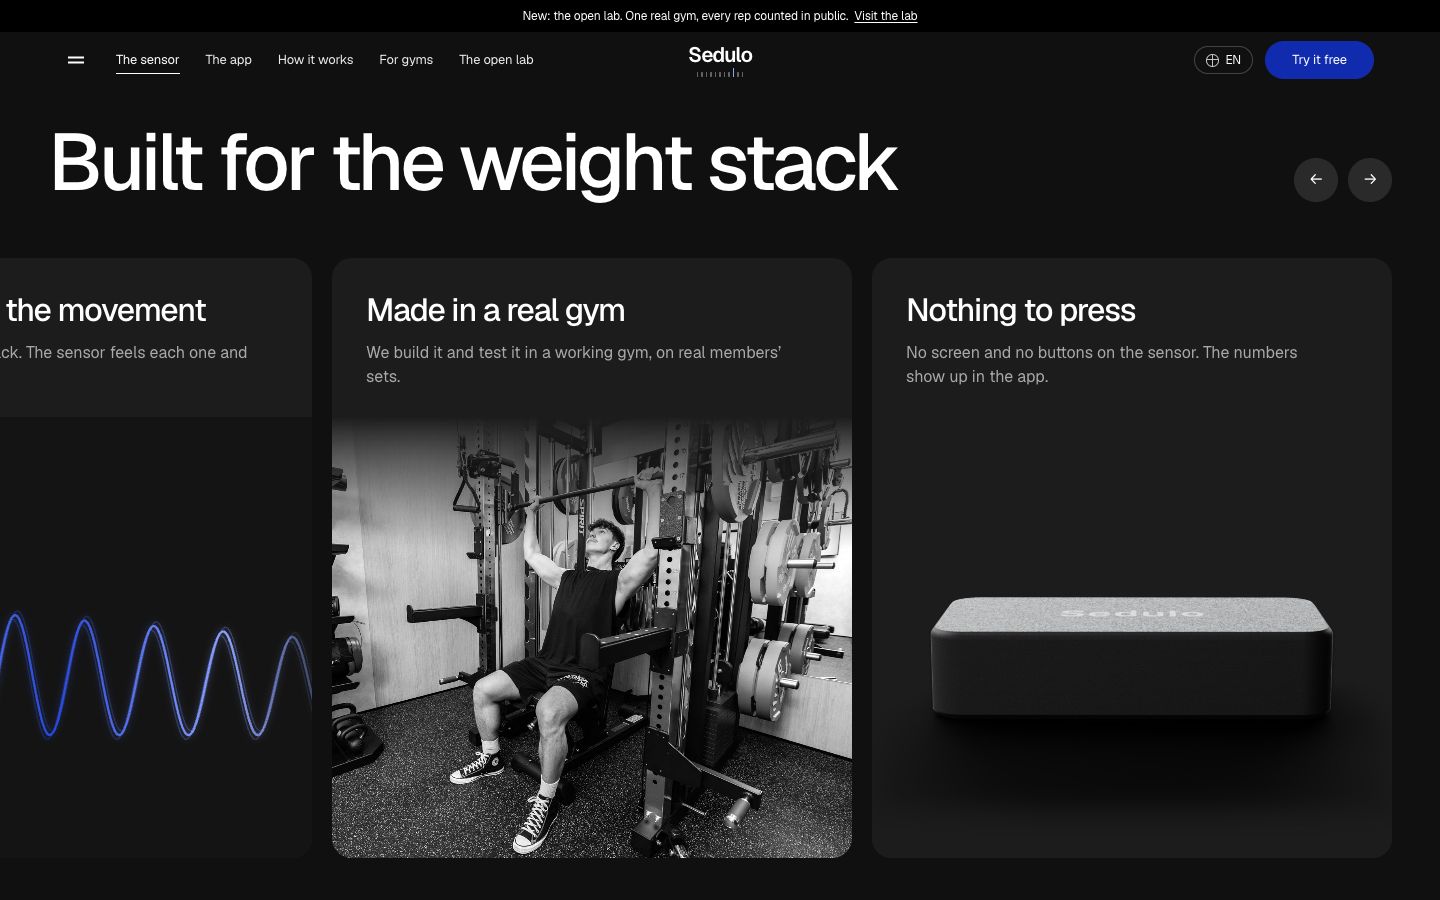 New: the open lab. One real gym, every rep counted in public. Visit the lab
The sensor
The app
How it works
For gyms
The open lab
Sedulo
EN
Try it free
Built for the weight stack
the movement
ck. The sensor feels each one and
Made in a real gym
We build it and test it in a working gym, on real members’
sets.
SPIRIT
Nothing to press
No screen and no buttons on the sensor. The numbers
show up in the app.
Sedulo